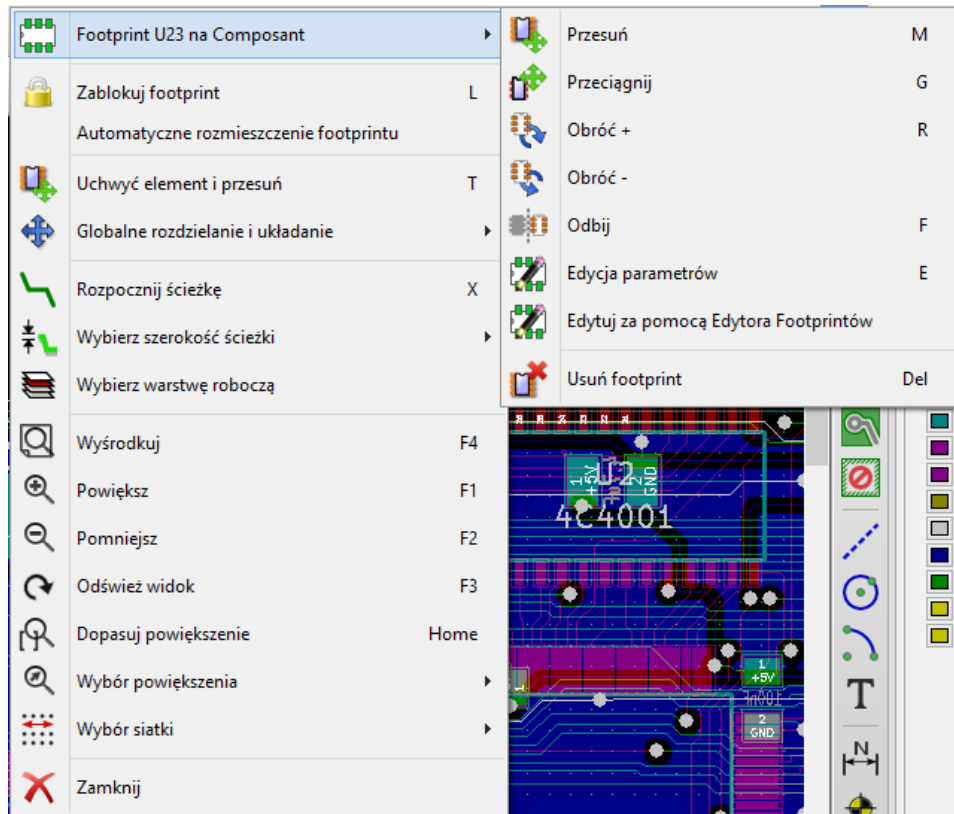 Footprint U23 na Composant
Zablokuj footprint L
Automatyczne rozmieszczenie footprintu
Uchwyć element i przesuń T
Globalne rozdzielanie i układanie
Rozpocznij ścieżkę X
Wybierz szerokość ścieżki
Wybierz warstwę roboczą
Wyśrodkuj F4
Powiększ F1
Pomniejsz F2
Odśwież widok F3
Dopasuj powiększenie Home
Wybór powiększenia
Wybór siatki
Zamknij
Przesuń M
Przeciągnij G
Obróć + R
Obróć -
Odbij F
Edycja parametrów E
Edytuj za pomocą Edytora Footprintów
Usuń footprint Del
1
+5V
2
GND
4C4001
1
+5V
2
GND
T
N